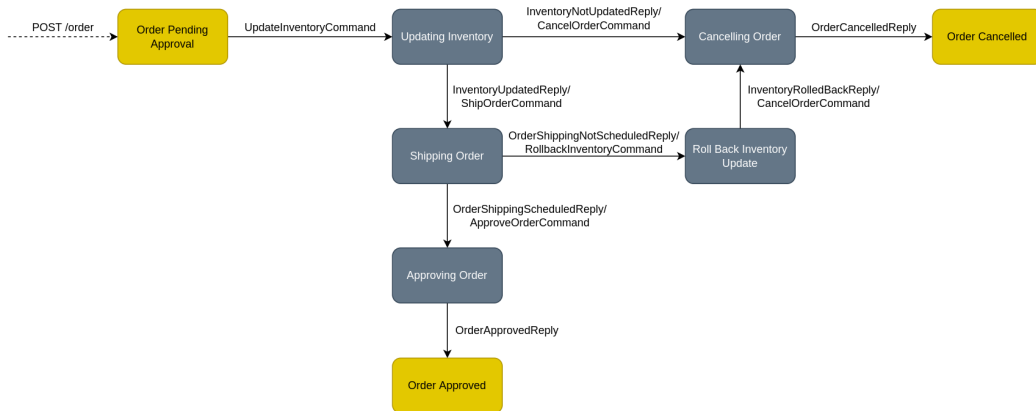 POST /order
Order Pending
Approval
UpdateInventoryCommand
Updating Inventory
InventoryNotUpdatedReply/
CancelOrderCommand
Cancelling Order
OrderCancelledReply
Order Cancelled
InventoryUpdatedReply/
ShipOrderCommand
InventoryRolledBackReply/
CancelOrderCommand
Shipping Order
OrderShippingNotScheduledReply/
RollbackInventoryCommand
Roll Back Inventory
Update
OrderShippingScheduledReply/
ApproveOrderCommand
Approving Order
OrderApprovedReply
Order Approved